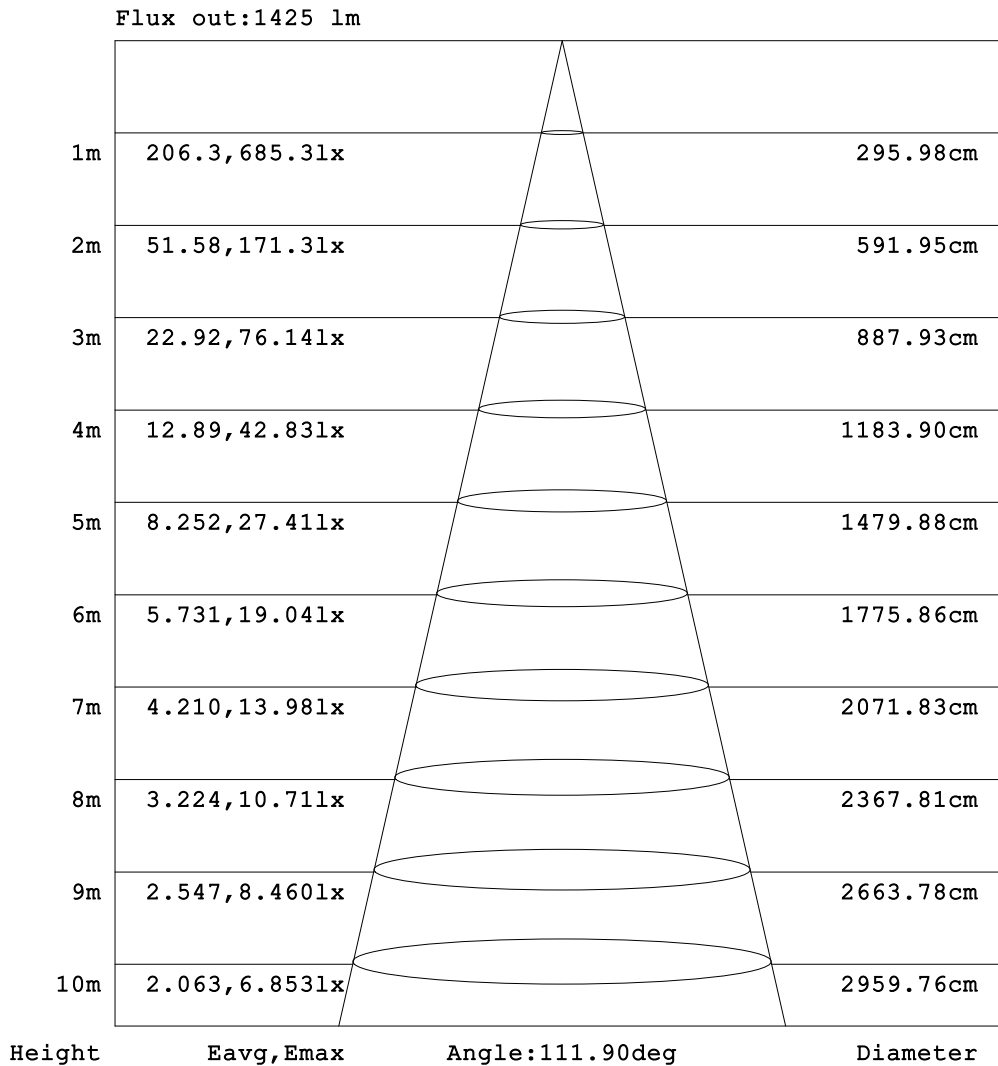 Flux out:1425 lm
1m 206.3,685.3lx 295.98cm
2m 51.58,171.3lx 591.95cm
3m 22.92,76.14lx 887.93cm
4m 12.89,42.83lx 1183.90cm
5m 8.252,27.41lx 1479.88cm
6m 5.731,19.04lx 1775.86cm
7m 4.210,13.98lx 2071.83cm
8m 3.224,10.71lx 2367.81cm
9m 2.547,8.460lx 2663.78cm
10m 2.063,6.853lx 2959.76cm
Height Eavg,Emax Angle:111.90deg Diameter